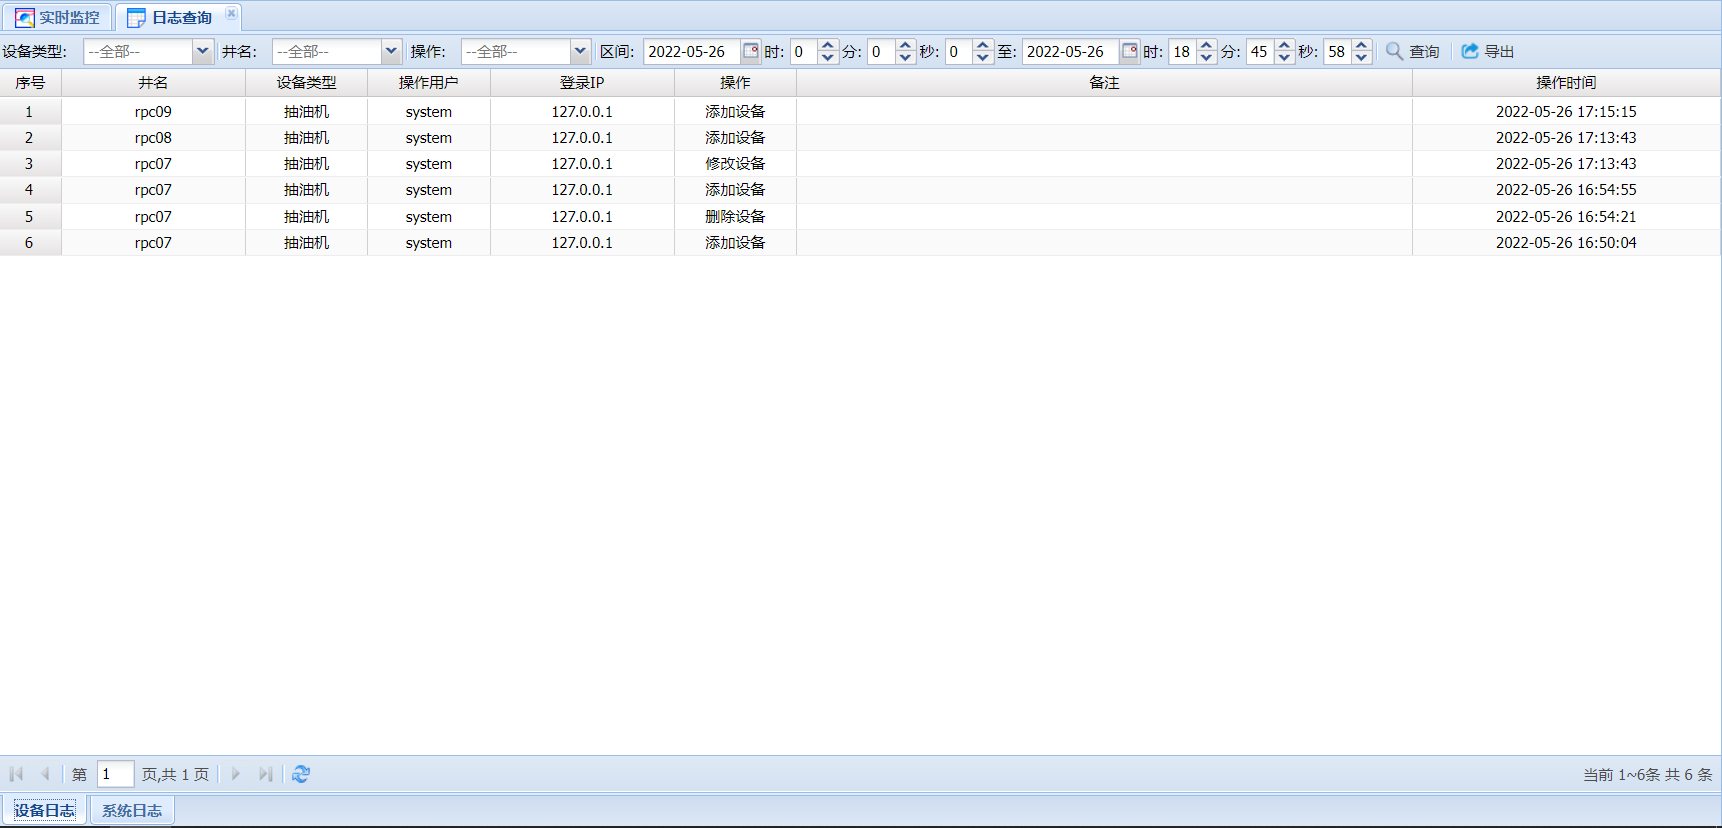 实时监控 日志查询
设备类型: --全部-- 井名: --全部-- 操作: --全部-- 区间: 2022-05-26 时: 0 分: 0 秒: 0 至: 2022-05-26 时: 18 分: 45 秒: 58 查询 导出
序号 井名 设备类型 操作用户 登录IP 操作 备注 操作时间
1 rpc09 抽油机 system 127.0.0.1 添加设备 2022-05-26 17:15:15
2 rpc08 抽油机 system 127.0.0.1 添加设备 2022-05-26 17:13:43
3 rpc07 抽油机 system 127.0.0.1 修改设备 2022-05-26 17:13:43
4 rpc07 抽油机 system 127.0.0.1 添加设备 2022-05-26 16:54:55
5 rpc07 抽油机 system 127.0.0.1 删除设备 2022-05-26 16:54:21
6 rpc07 抽油机 system 127.0.0.1 添加设备 2022-05-26 16:50:04
第 1 页,共 1 页 当前 1~6条 共 6 条
设备日志 系统日志